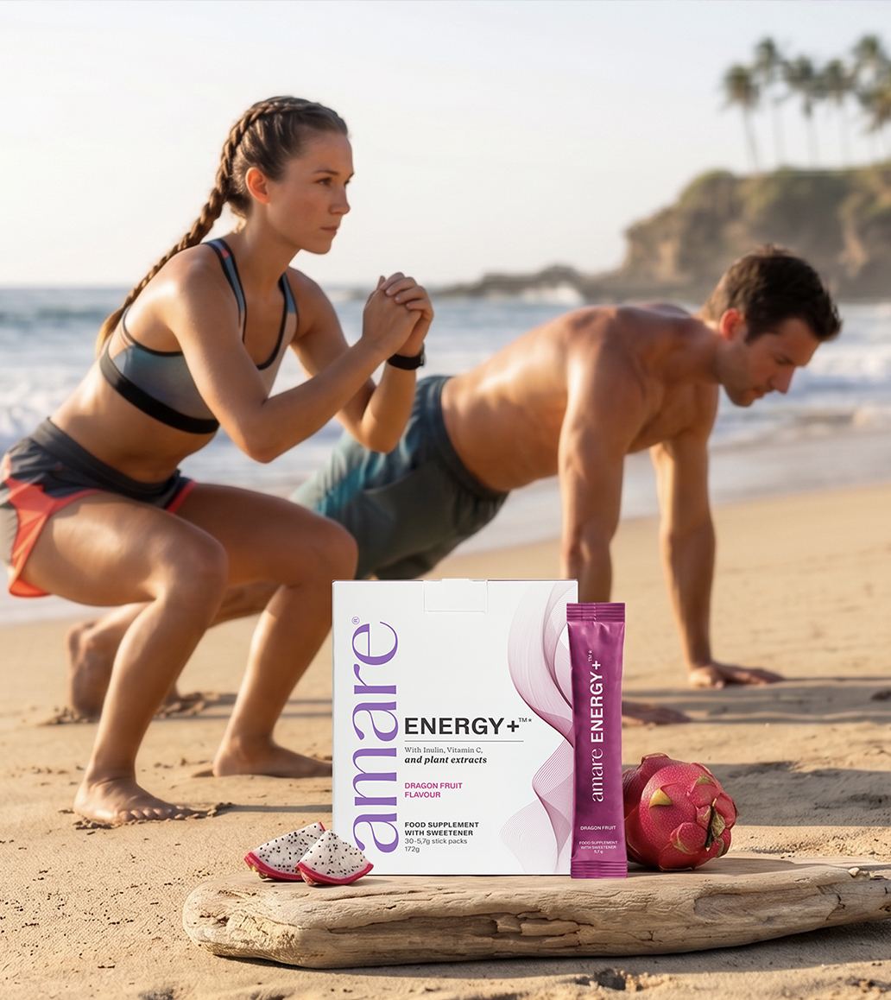 amare®
ENERGY+™*
With Inulin, Vitamin C,
and plant extracts
DRAGON FRUIT
FLAVOUR
FOOD SUPPLEMENT
WITH SWEETENER
30-5,7g stick packs
172g
amare ENERGY+™*
DRAGON FRUIT
FOOD SUPPLEMENT
WITH SWEETENER
5,7 g